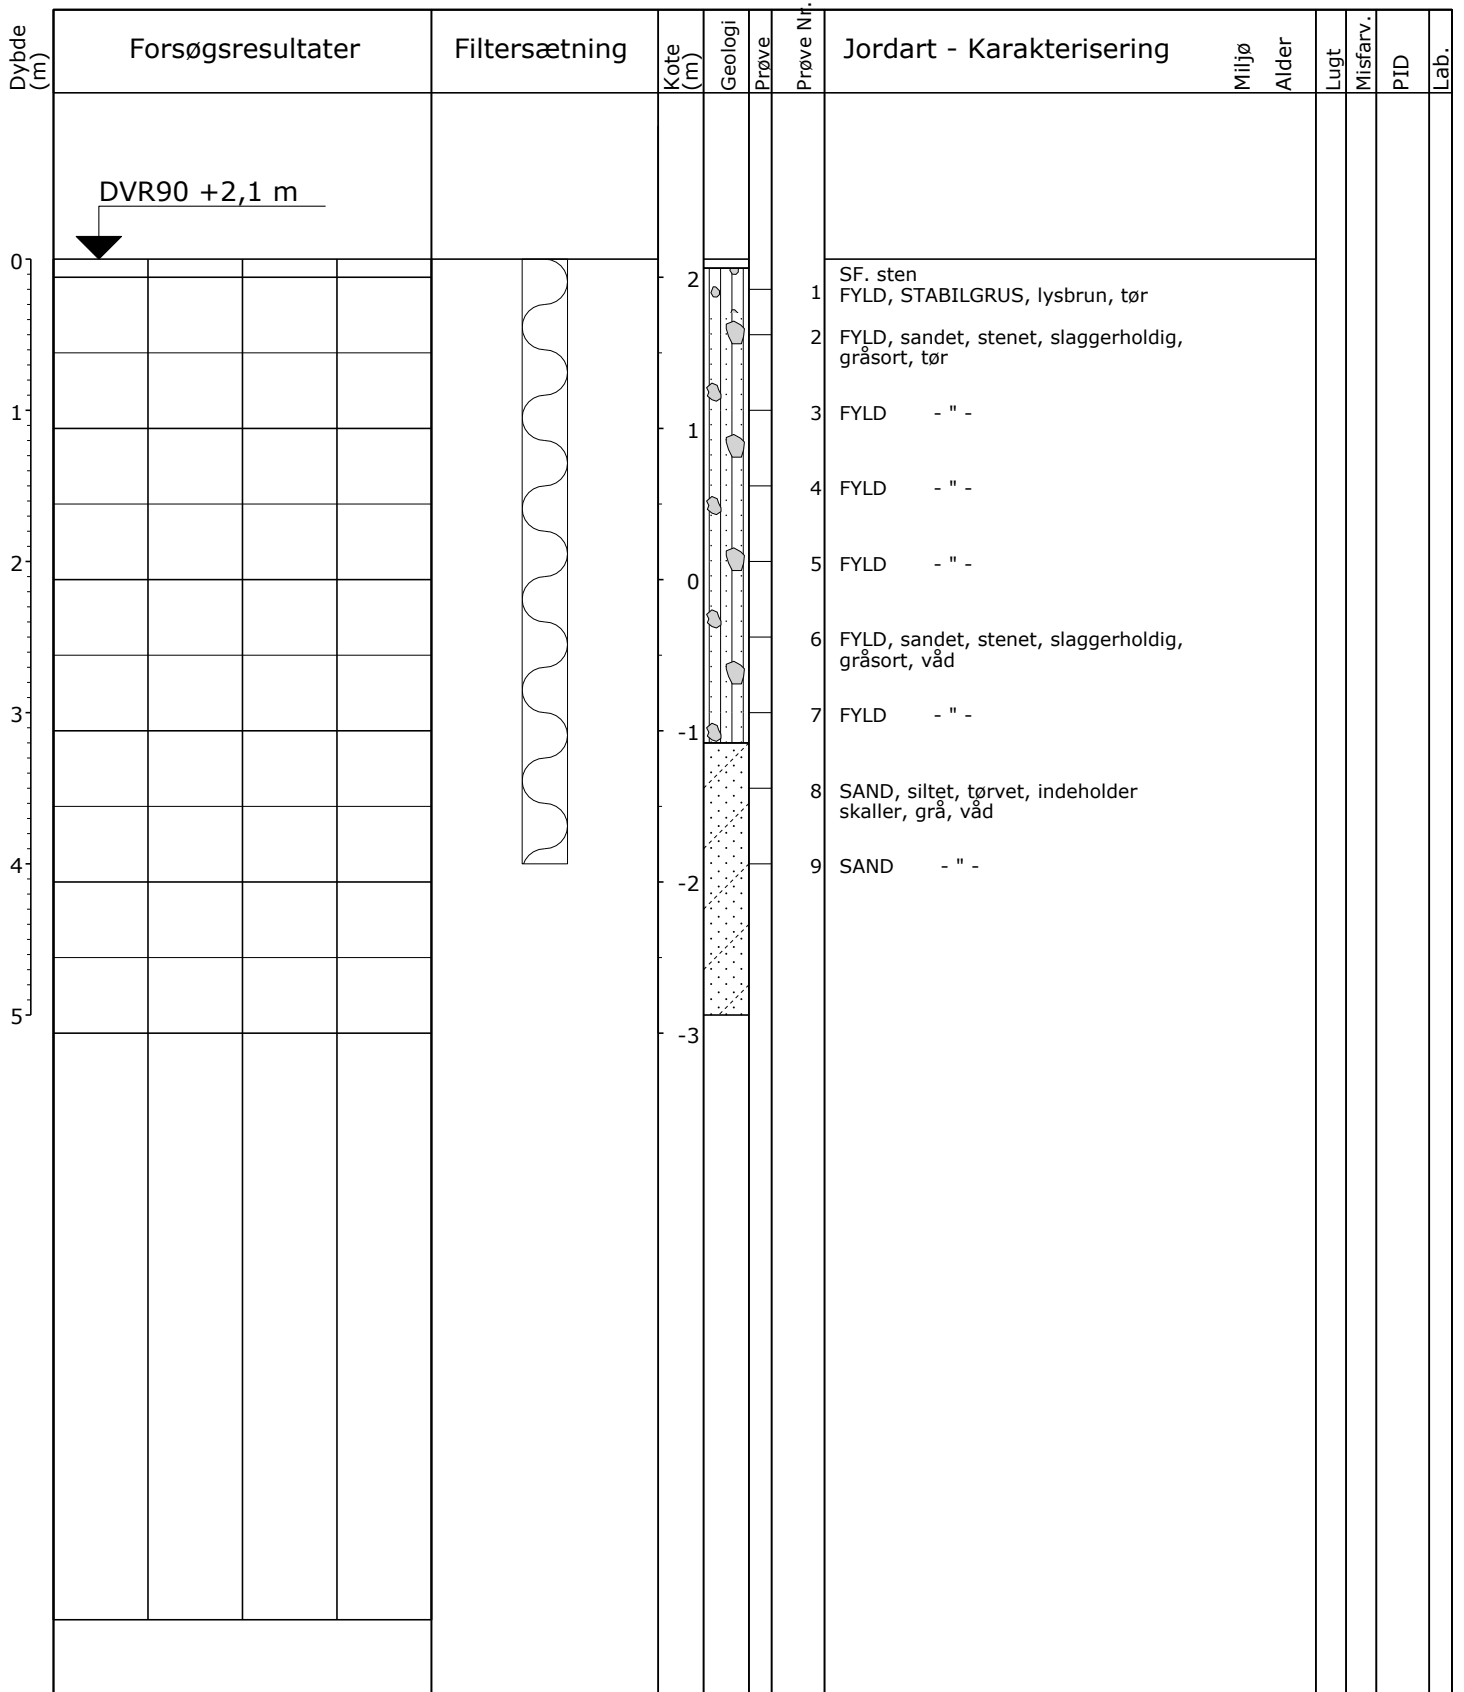 Dybde
(m)
Forsøgsresultater
Filtersætning
Kote
(m)
Geologi
Prøve
Prøve Nr.
Jordart - Karakterisering
Miljø
Alder
Lugt
Misfarv.
PID
Lab.
DVR90 +2,1 m
0
SF. sten
2
1 FYLD, STABILGRUS, lysbrun, tør
2 FYLD, sandet, stenet, slaggerholdig,
gråsort, tør
1
3 FYLD - " -
1
4 FYLD - " -
2
5 FYLD - " -
0
6 FYLD, sandet, stenet, slaggerholdig,
gråsort, våd
3
7 FYLD - " -
-1
8 SAND, siltet, tørvet, indeholder
skaller, grå, våd
4
9 SAND - " -
-2
5
-3